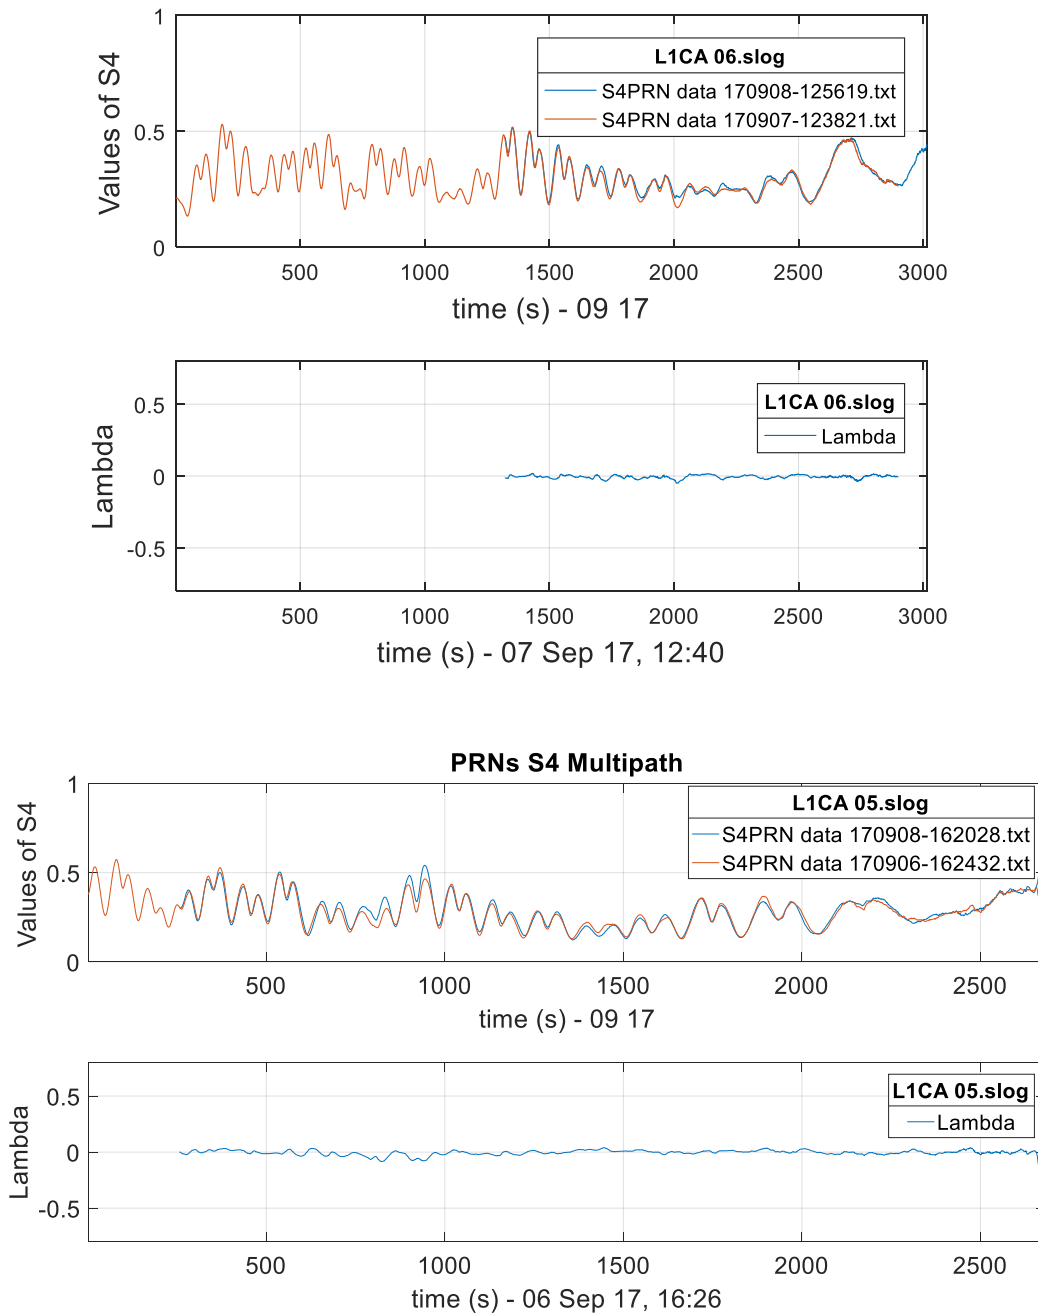 1
L1CA 06.slog
S4PRN data 170908-125619.txt
S4PRN data 170907-123821.txt
Values of S4
0.5
0
500 1000 1500 2000 2500 3000
time (s) - 09 17
L1CA 06.slog
Lambda
Lambda
0.5
0
-0.5
500 1000 1500 2000 2500 3000
time (s) - 07 Sep 17, 12:40
PRNs S4 Multipath
1
L1CA 05.slog
S4PRN data 170908-162028.txt
S4PRN data 170906-162432.txt
Values of S4
0.5
0
500 1000 1500 2000 2500
time (s) - 09 17
L1CA 05.slog
Lambda
Lambda
0.5
0
-0.5
500 1000 1500 2000 2500
time (s) - 06 Sep 17, 16:26